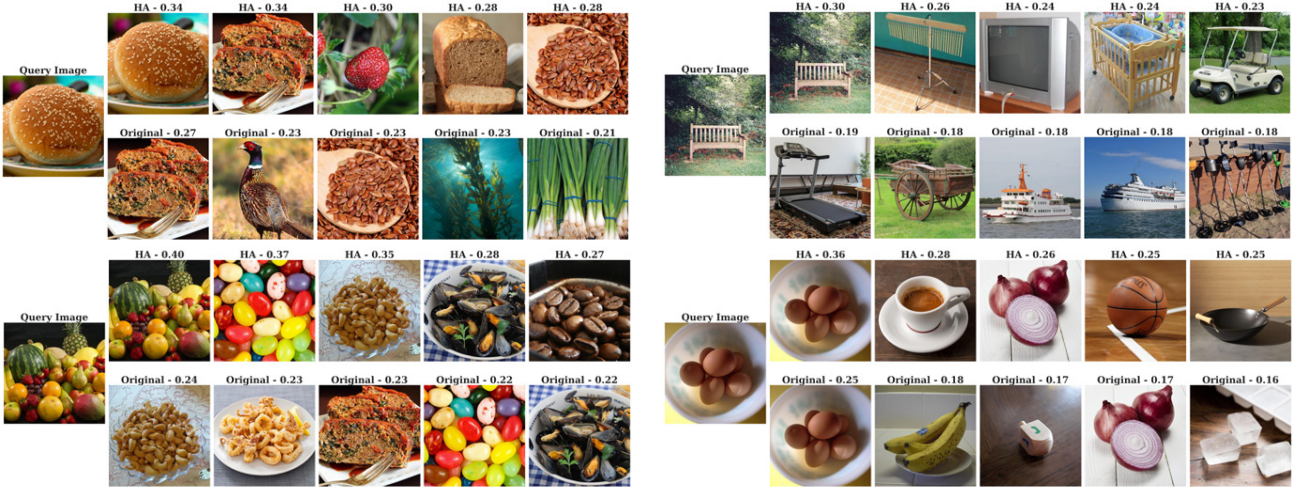 HA - 0.34 HA - 0.34 HA - 0.30 HA - 0.28 HA - 0.28
Query Image
Original - 0.27 Original - 0.23 Original - 0.23 Original - 0.23 Original - 0.21
HA - 0.40 HA - 0.37 HA - 0.35 HA - 0.28 HA - 0.27
Query Image
Original - 0.24 Original - 0.23 Original - 0.23 Original - 0.22 Original - 0.22
HA - 0.30 HA - 0.26 HA - 0.24 HA - 0.24 HA - 0.23
Query Image
Original - 0.19 Original - 0.18 Original - 0.18 Original - 0.18 Original - 0.18
HA - 0.36 HA - 0.28 HA - 0.26 HA - 0.25 HA - 0.25
Query Image
Original - 0.25 Original - 0.18 Original - 0.17 Original - 0.17 Original - 0.16